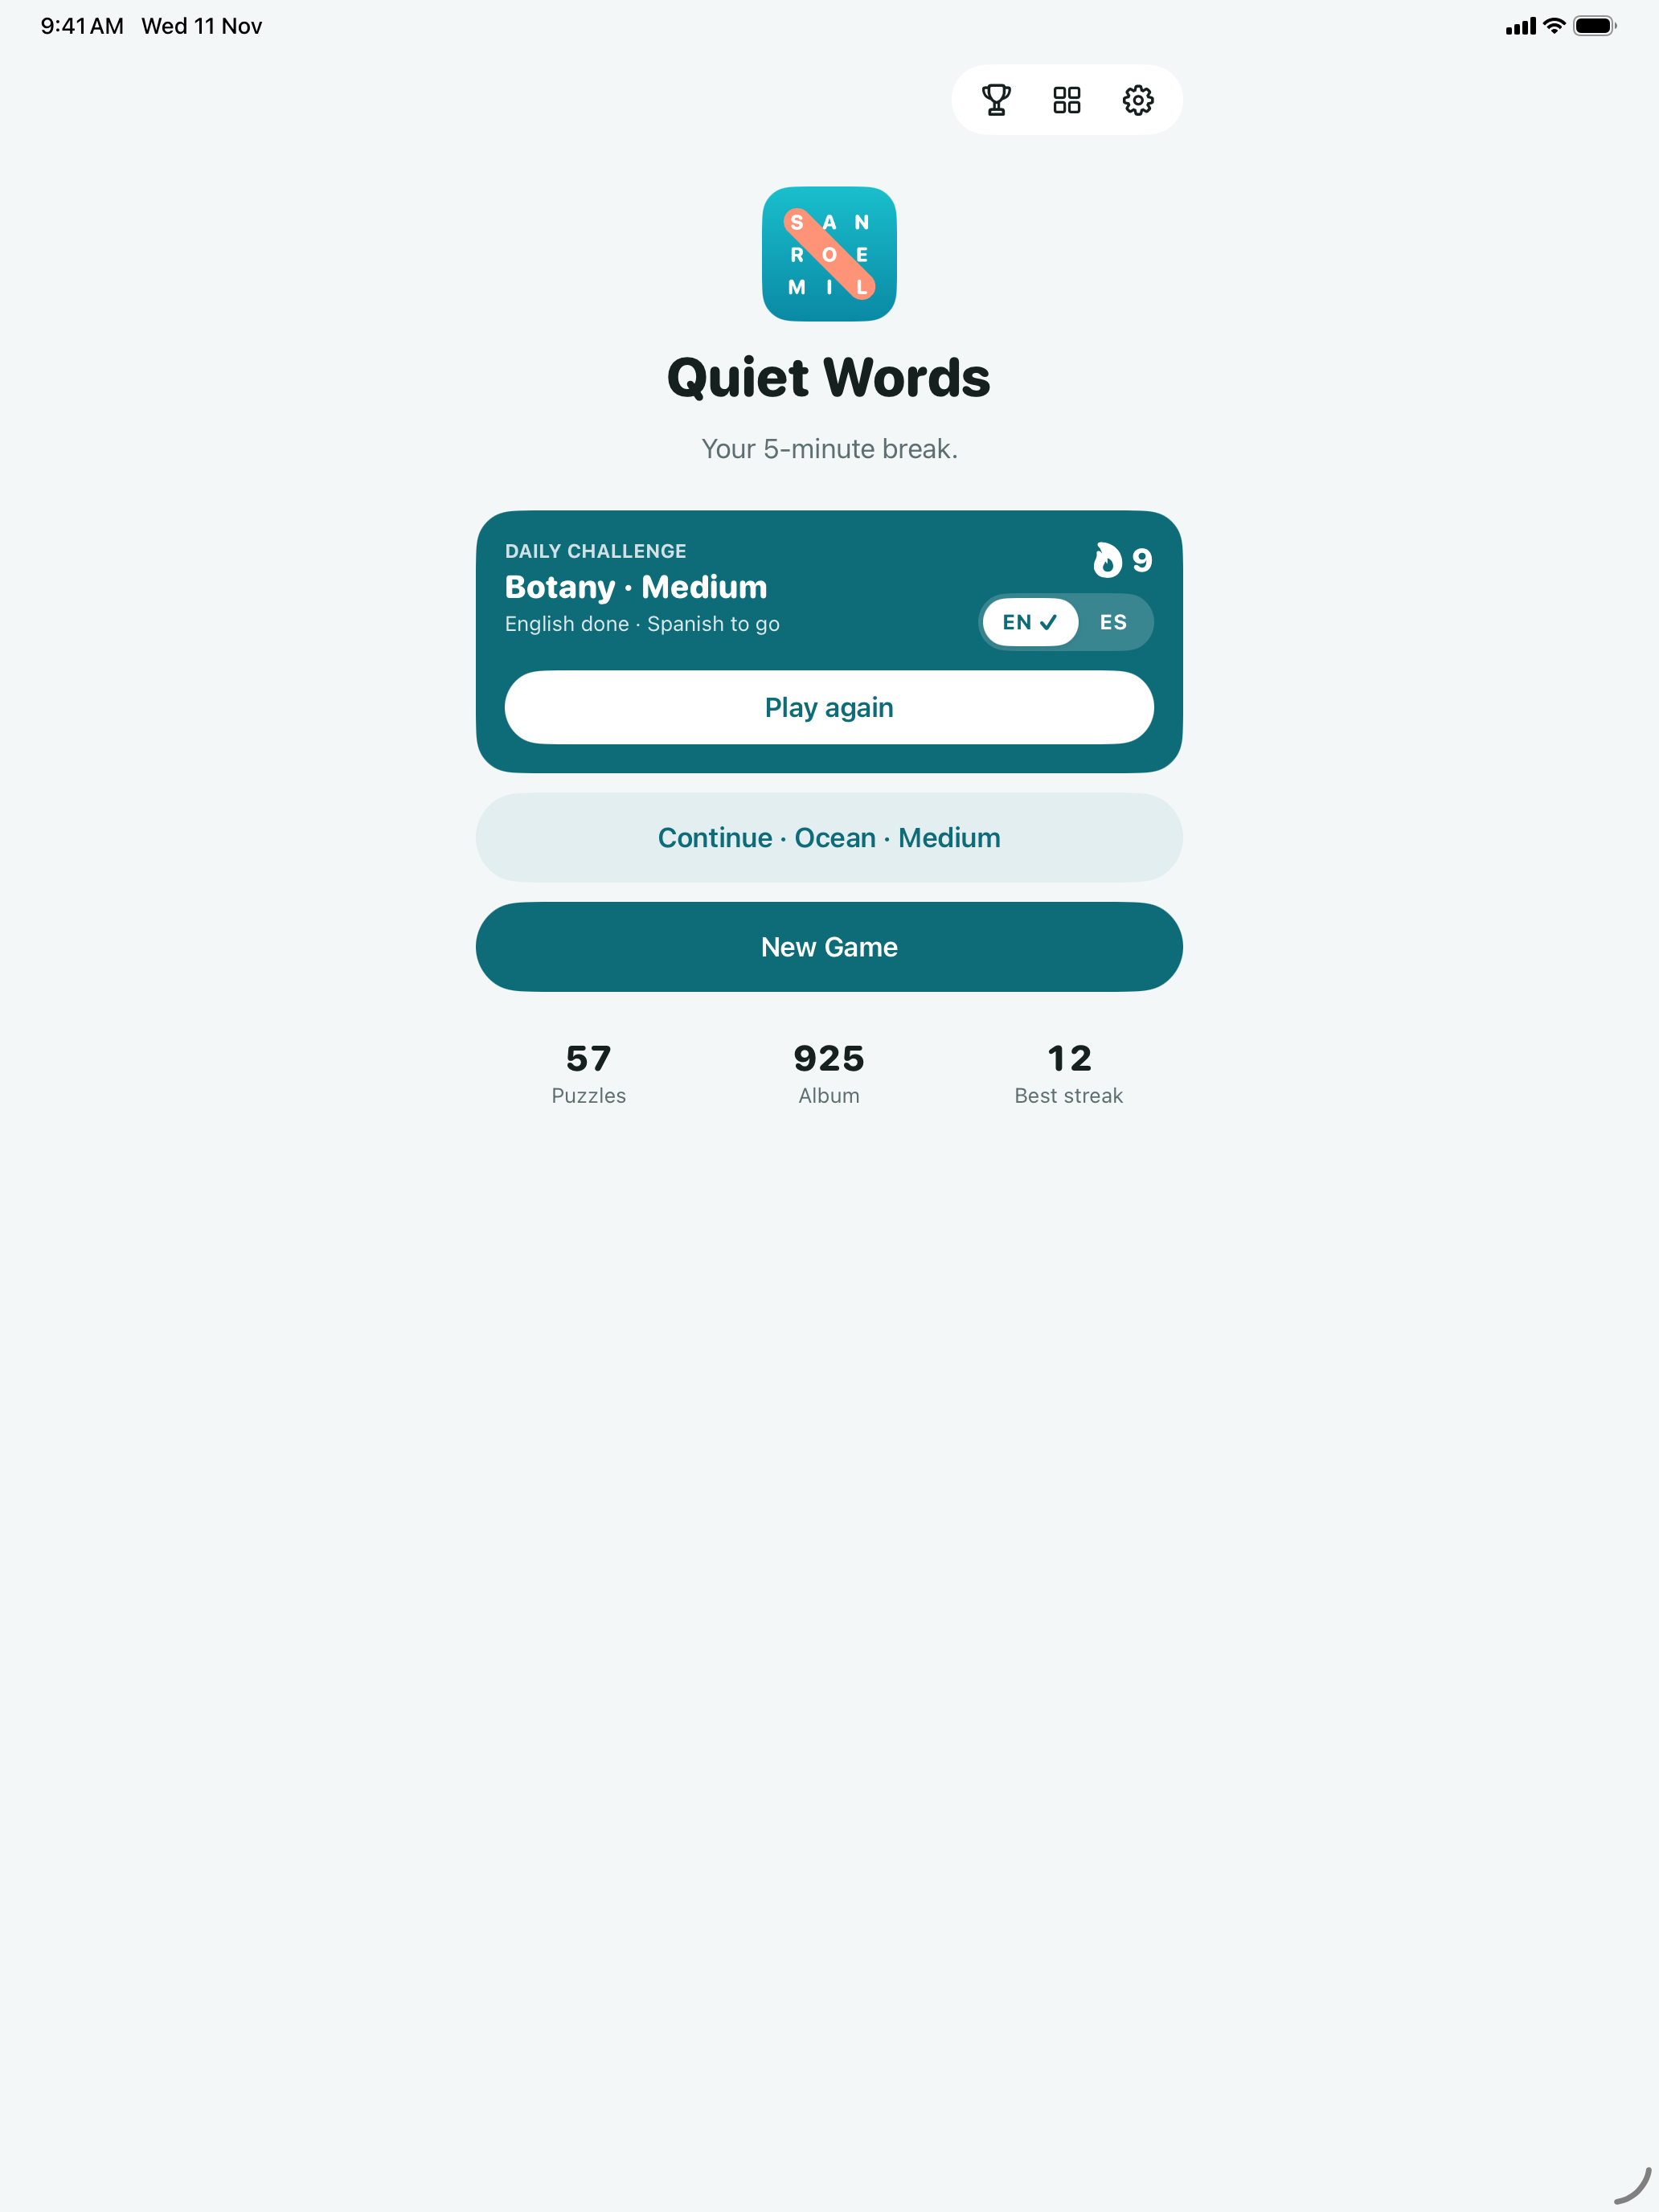 9:41 AM Wed 11 Nov
S A N
R O E
M I L
Quiet Words
Your 5-minute break.
DAILY CHALLENGE
9
Botany · Medium
English done · Spanish to go
EN ES
Play again
Continue · Ocean · Medium
New Game
57 925 12
Puzzles Album Best streak